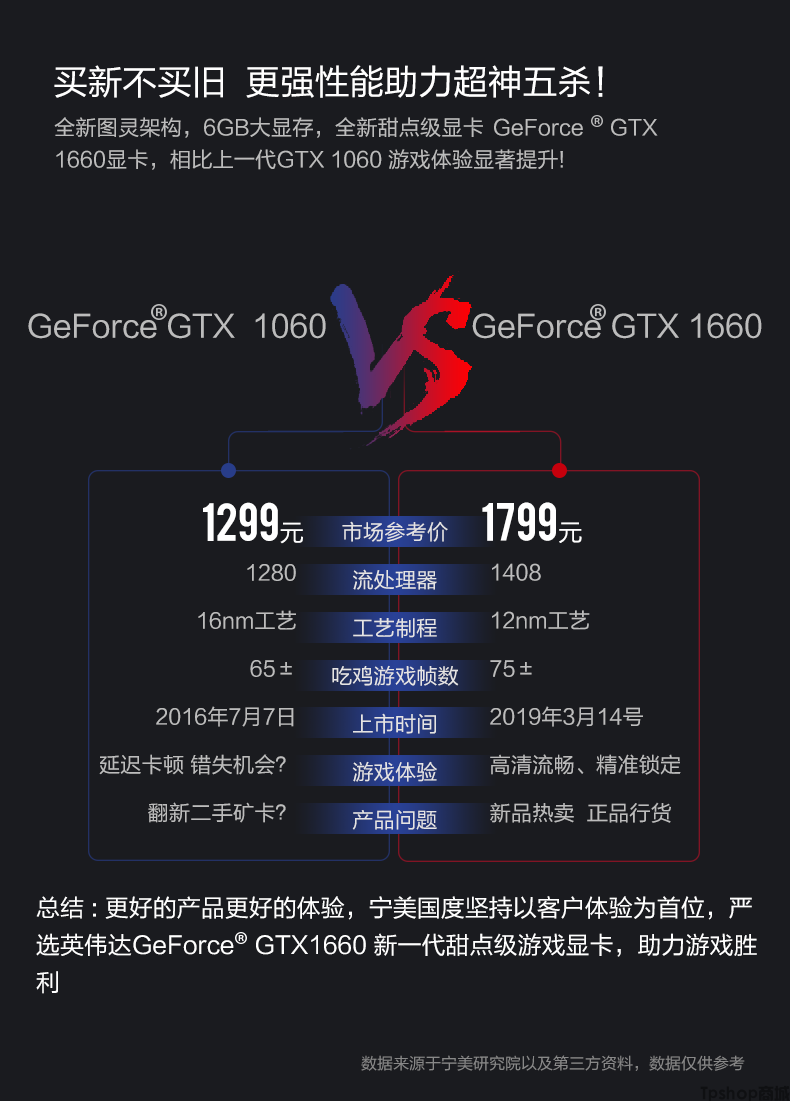 买新不买旧 更强性能助力超神五杀！
全新图灵架构，6GB大显存，全新甜点级显卡 GeForce ® GTX
1660显卡，相比上一代GTX 1060 游戏体验显著提升!
GeForce®GTX 1060 VS GeForce®GTX 1660
1299元 市场参考价 1799元
1280 流处理器 1408
16nm工艺 工艺制程 12nm工艺
65± 吃鸡游戏帧数 75±
2016年7月7日 上市时间 2019年3月14号
延迟卡顿 错失机会? 游戏体验 高清流畅、精准锁定
翻新二手矿卡? 产品问题 新品热卖 正品行货
总结 : 更好的产品更好的体验，宁美国度坚持以客户体验为首位，严
选英伟达GeForce® GTX1660 新一代甜点级游戏显卡，助力游戏胜
利
数据来源于宁美研究院以及第三方资料，数据仅供参考
Tpshop商城